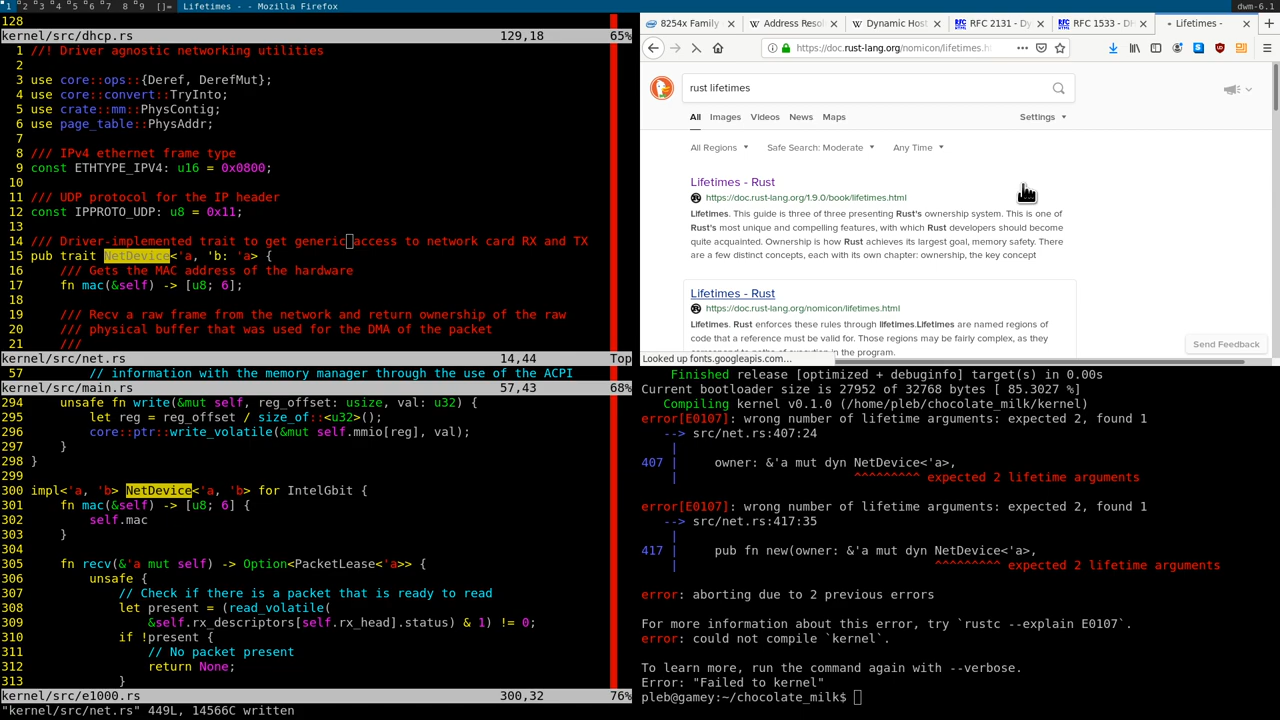 1 2 3 4 5 6 7 8 9 []= Lifetimes - - Mozilla Firefox
dwm-6.1
128
kernel/src/dhcp.rs 129,18 65%
1 //! Driver agnostic networking utilities
2
3 use core::ops::{Deref, DerefMut};
4 use core::convert::TryInto;
5 use crate::mm::PhysContig;
6 use page_table::PhysAddr;
7
8 /// IPv4 ethernet frame type
9 const ETHTYPE_IPV4: u16 = 0x0800;
10
11 /// UDP protocol for the IP header
12 const IPPROTO_UDP: u8 = 0x11;
13
14 /// Driver-implemented trait to get generic access to network card RX and TX
15 pub trait NetDevice<'a, 'b: 'a> {
16 /// Gets the MAC address of the hardware
17 fn mac(&self) -> [u8; 6];
18
19 /// Recv a raw frame from the network and return ownership of the raw
20 /// physical buffer that was used for the DMA of the packet
21 ///
kernel/src/net.rs 14,44 Top
57 // information with the memory manager through the use of the ACPI
kernel/src/main.rs 57,43 68%
294 unsafe fn write(&mut self, reg_offset: usize, val: u32) {
295 let reg = reg_offset / size_of::<u32>();
296 core::ptr::write_volatile(&mut self.mmio[reg], val);
297 }
298 }
299
300 impl<'a, 'b> NetDevice<'a, 'b> for IntelGbit {
301 fn mac(&self) -> [u8; 6] {
302 self.mac
303 }
304
305 fn recv(&'a mut self) -> Option<PacketLease<'a>> {
306 unsafe {
307 // Check if there is a packet that is ready to read
308 let present = (read_volatile(
309 &self.rx_descriptors[self.rx_head].status) & 1) != 0;
310 if !present {
311 // No packet present
312 return None;
313 }
kernel/src/e1000.rs 300,32 76%
"kernel/src/net.rs" 449L, 14566C written
8254x Family
Address Reso
Dynamic Host
RFC 2131 - Dy
RFC 1533 - DH
Lifetimes -
https://doc.rust-lang.org/nomicon/lifetimes.h
rust lifetimes
All Images Videos News Maps Settings
All Regions Safe Search: Moderate Any Time
Lifetimes - Rust
https://doc.rust-lang.org/1.9.0/book/lifetimes.html
Lifetimes. This guide is three of three presenting Rust's ownership system. This is one of
Rust's most unique and compelling features, with which Rust developers should become
quite acquainted. Ownership is how Rust achieves its largest goal, memory safety. There
are a few distinct concepts, each with its own chapter: ownership, the key concept
Lifetimes - Rust
https://doc.rust-lang.org/nomicon/lifetimes.html
Lifetimes. Rust enforces these rules through lifetimes.Lifetimes are named regions of
code that a reference must be valid for. Those regions may be fairly complex, as they
correspond to paths of execution in the program.
Send Feedback
Looked up fonts.googleapis.com...
Finished release [optimized + debuginfo] target(s) in 0.00s
Current bootloader size is 27952 of 32768 bytes [ 85.3027 %]
Compiling kernel v0.1.0 (/home/pleb/chocolate_milk/kernel)
error[E0107]: wrong number of lifetime arguments: expected 2, found 1
--> src/net.rs:407:24
|
407 | owner: &'a mut dyn NetDevice<'a>,
| ^^^^^^^^^ expected 2 lifetime arguments
error[E0107]: wrong number of lifetime arguments: expected 2, found 1
--> src/net.rs:417:35
|
417 | pub fn new(owner: &'a mut dyn NetDevice<'a>,
| ^^^^^^^^^ expected 2 lifetime arguments
error: aborting due to 2 previous errors
For more information about this error, try `rustc --explain E0107`.
error: could not compile `kernel`.
To learn more, run the command again with --verbose.
Error: "Failed to kernel"
pleb@gamey:~/chocolate_milk$